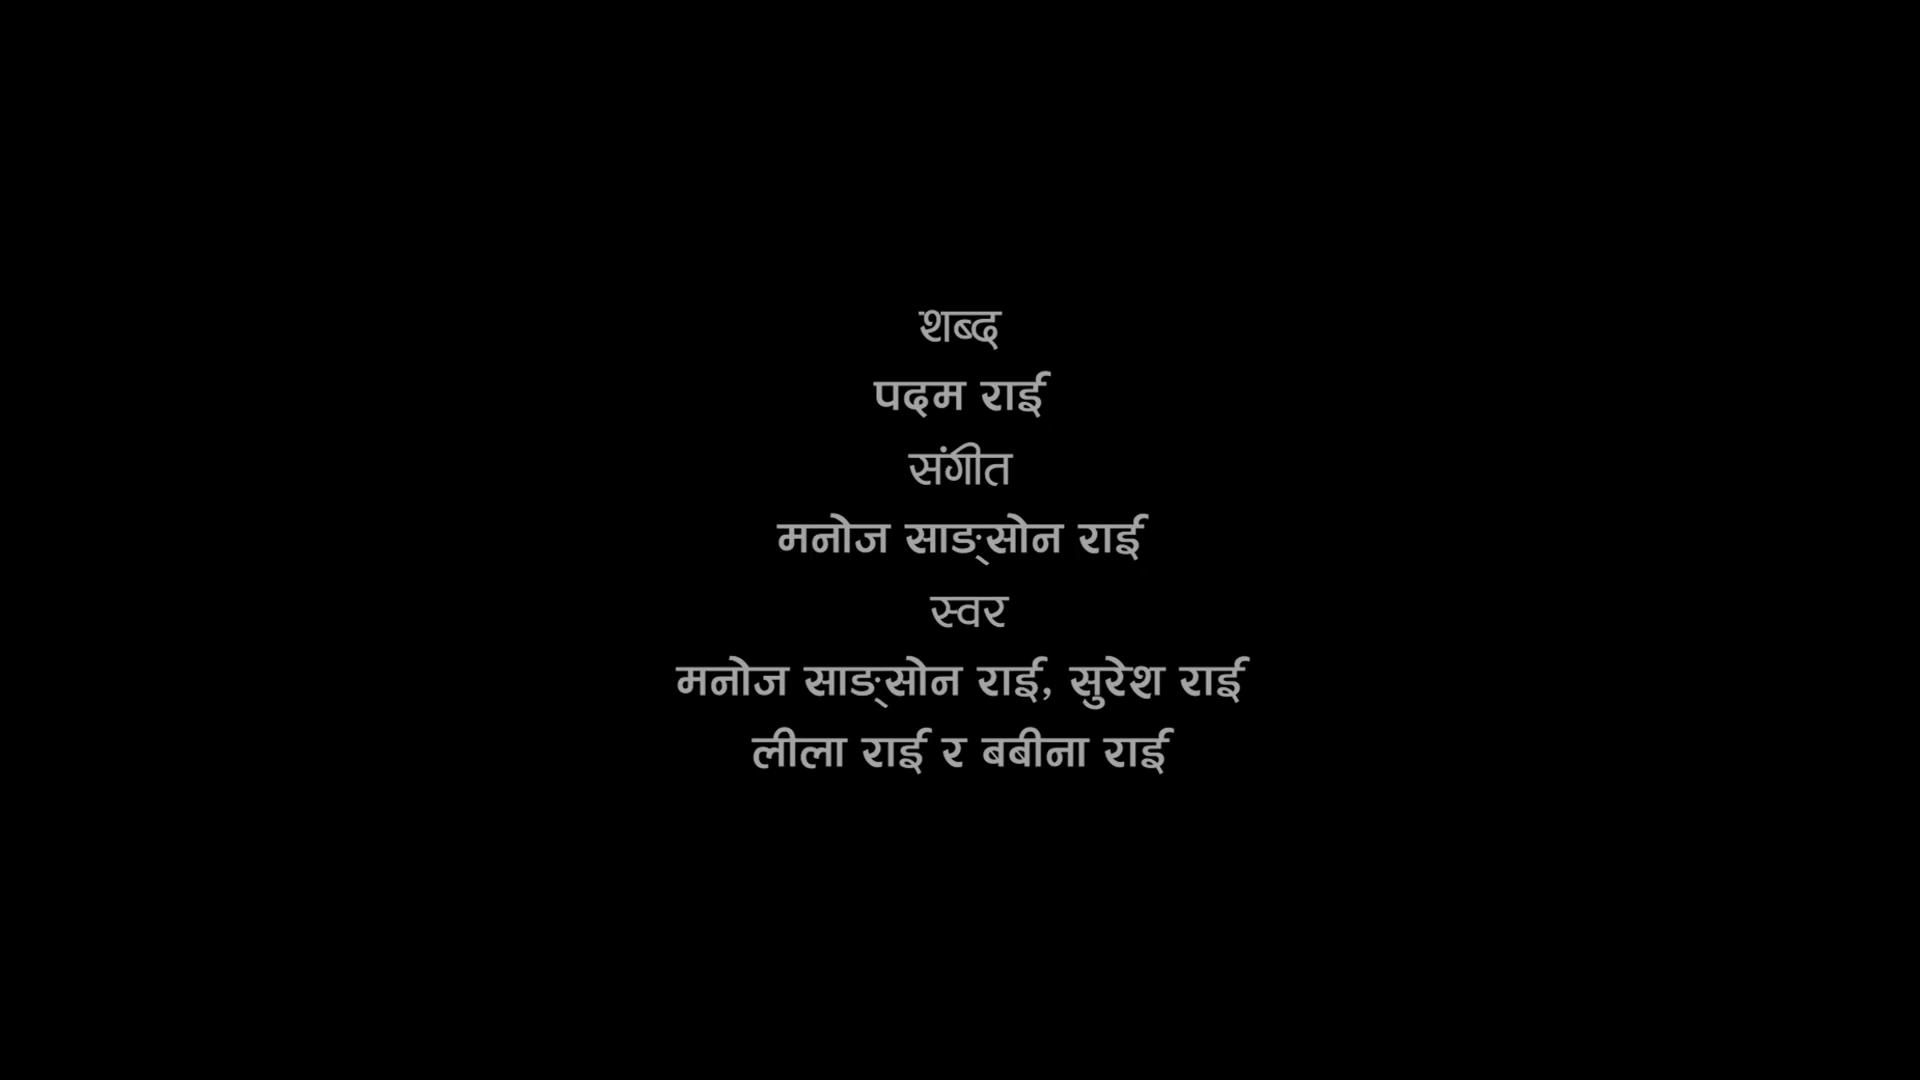 शब्द
पदम राई
संगीत
मनोज साङ्सोन राई
स्वर
मनोज साङ्सोन राई, सुरेश राई
लीला राई र बबीना राई